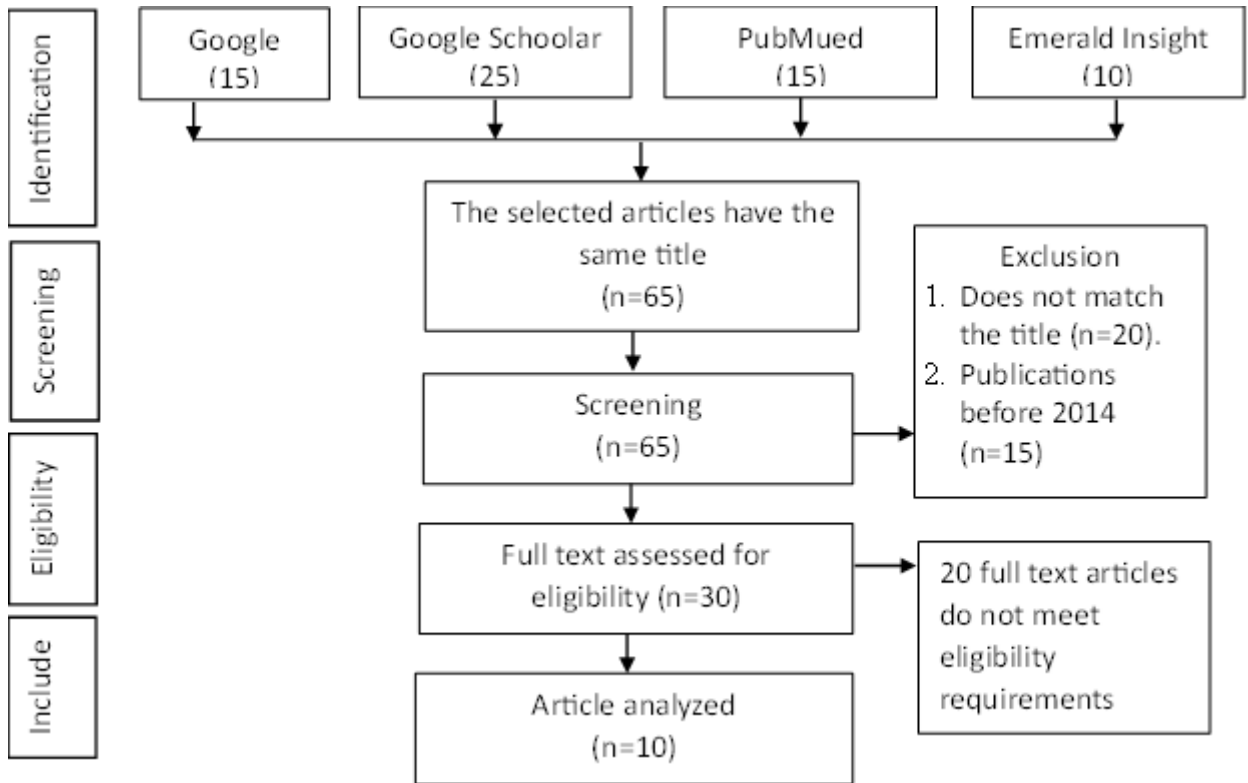 Identification
Google
(15)
Google Schoolar
(25)
PubMued
(15)
Emerald Insight
(10)
The selected articles have the
same title
(n=65)
Screening
Screening
(n=65)
Exclusion
1. Does not match
the title (n=20).
2. Publications
before 2014
(n=15)
Eligibility
Full text assessed for
eligibility (n=30)
20 full text articles
do not meet
eligibility
requirements
Include
Article analyzed
(n=10)